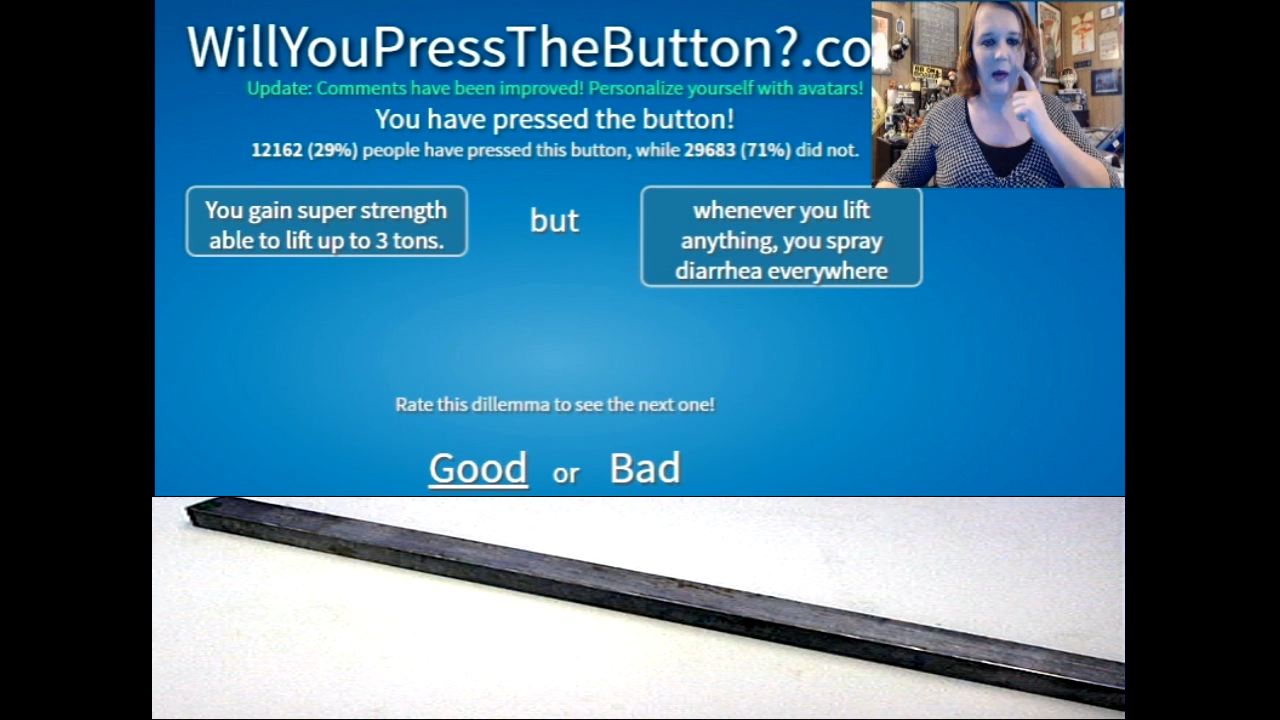 WillYouPressTheButton?.co
Update: Comments have been improved! Personalize yourself with avatars!
You have pressed the button!
12162 (29%) people have pressed this button, while 29683 (71%) did not.
You gain super strength
able to lift up to 3 tons.
but
whenever you lift
anything, you spray
diarrhea everywhere
Rate this dillemma to see the next one!
Good or Bad